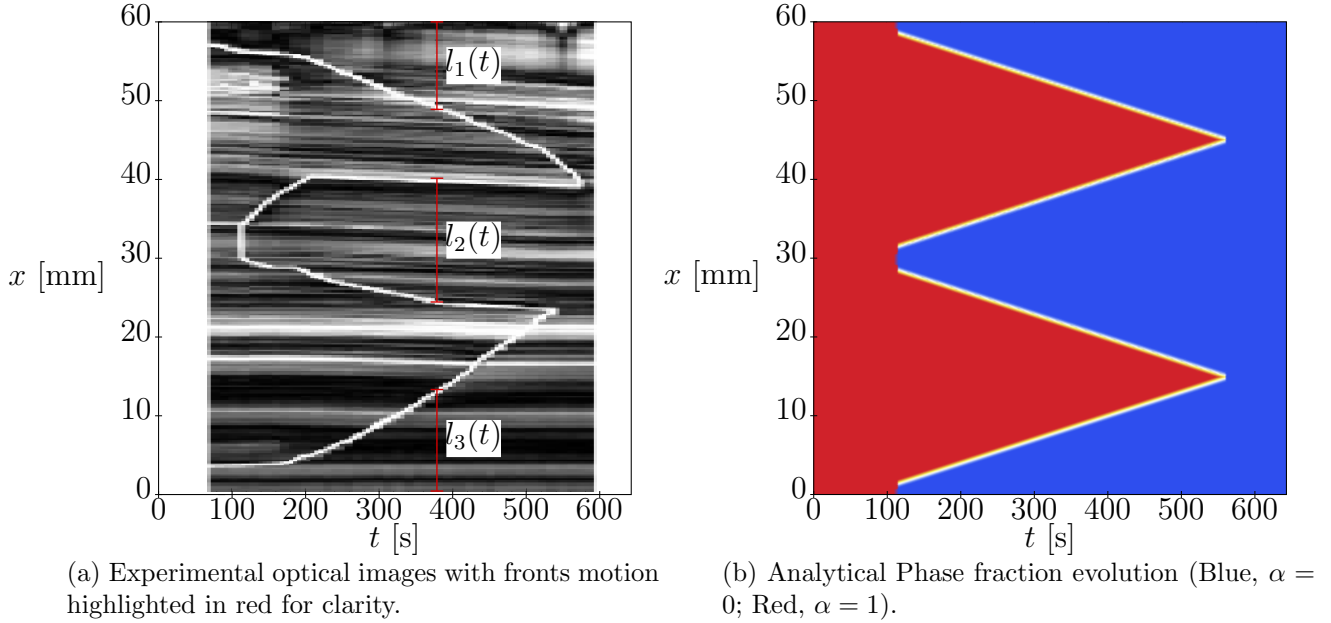 60
50
40
30
20
10
0
x [mm]
0 100 200 300 400 500 600
t [s]
l₁(t)
l₂(t)
l₃(t)
(a) Experimental optical images with fronts motion
highlighted in red for clarity.
60
50
40
30
20
10
0
x [mm]
0 100 200 300 400 500 600
t [s]
(b) Analytical Phase fraction evolution (Blue, α =
0; Red, α = 1).